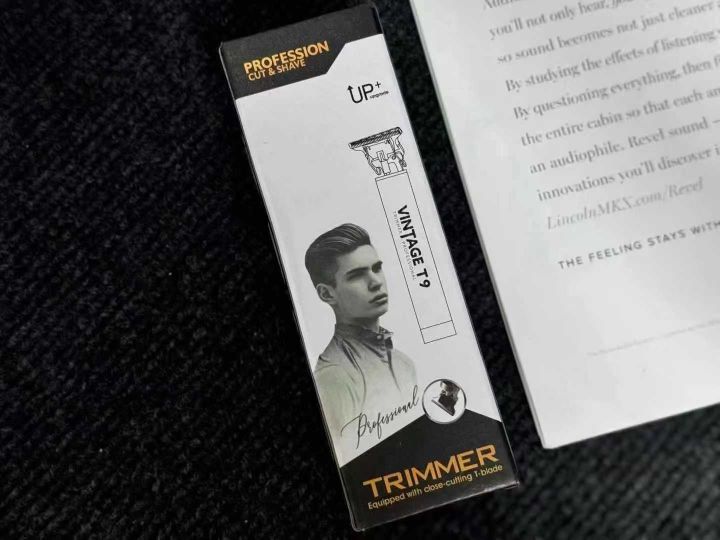 PROFESSION
CUT & SHAVE
UP+
VINTAGE T9
TRIMMER PROFESSIONAL
Professional
TRIMMER
Equipped with close-cutting T-blade
you'll not only hear,
so sound becomes not just cleaner
By studying the effects of listening
By questioning everything, then
the entire cabin so that each
an audiophile. Revel sound –
innovations you'll discover
LincolnMKX.com/Revel
THE FEELING STAYS WITH